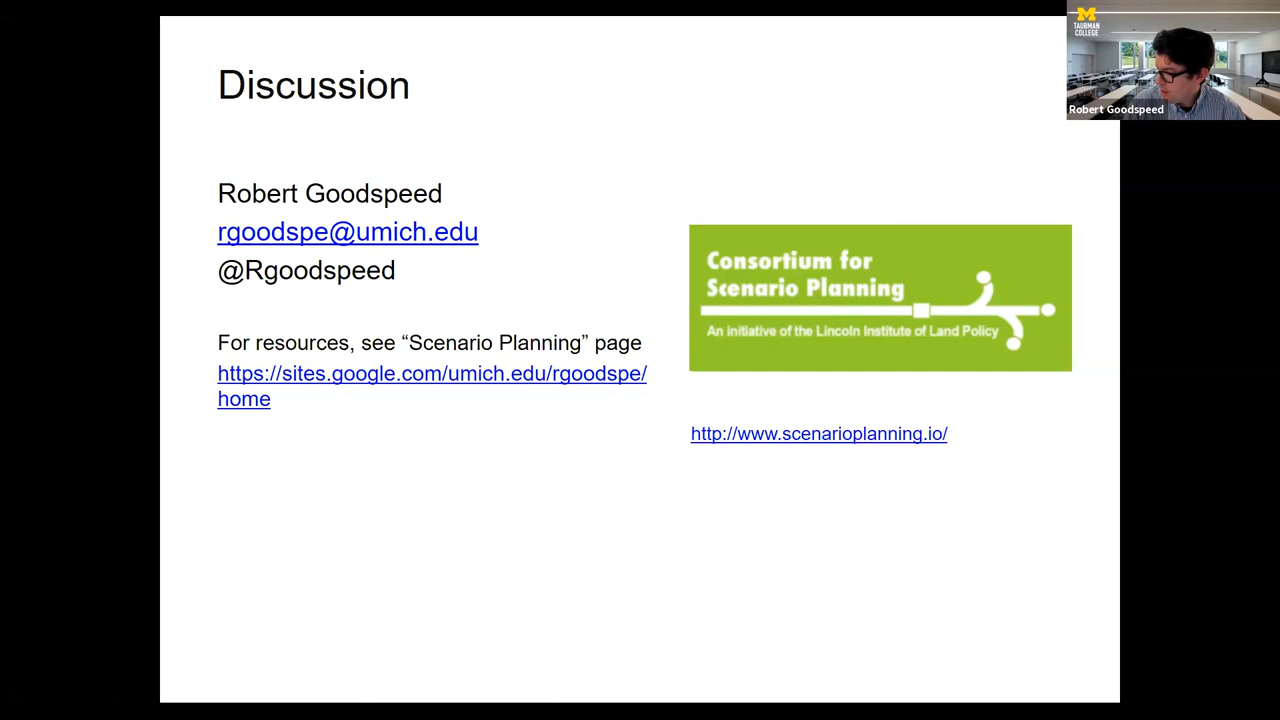 Discussion
Robert Goodspeed
rgoodspe@umich.edu
@Rgoodspeed
For resources, see “Scenario Planning” page
https://sites.google.com/umich.edu/rgoodspe/
home
Consortium for
Scenario Planning
An initiative of the Lincoln Institute of Land Policy
http://www.scenarioplanning.io/
M
TAUBMAN
COLLEGE
Robert Goodspeed